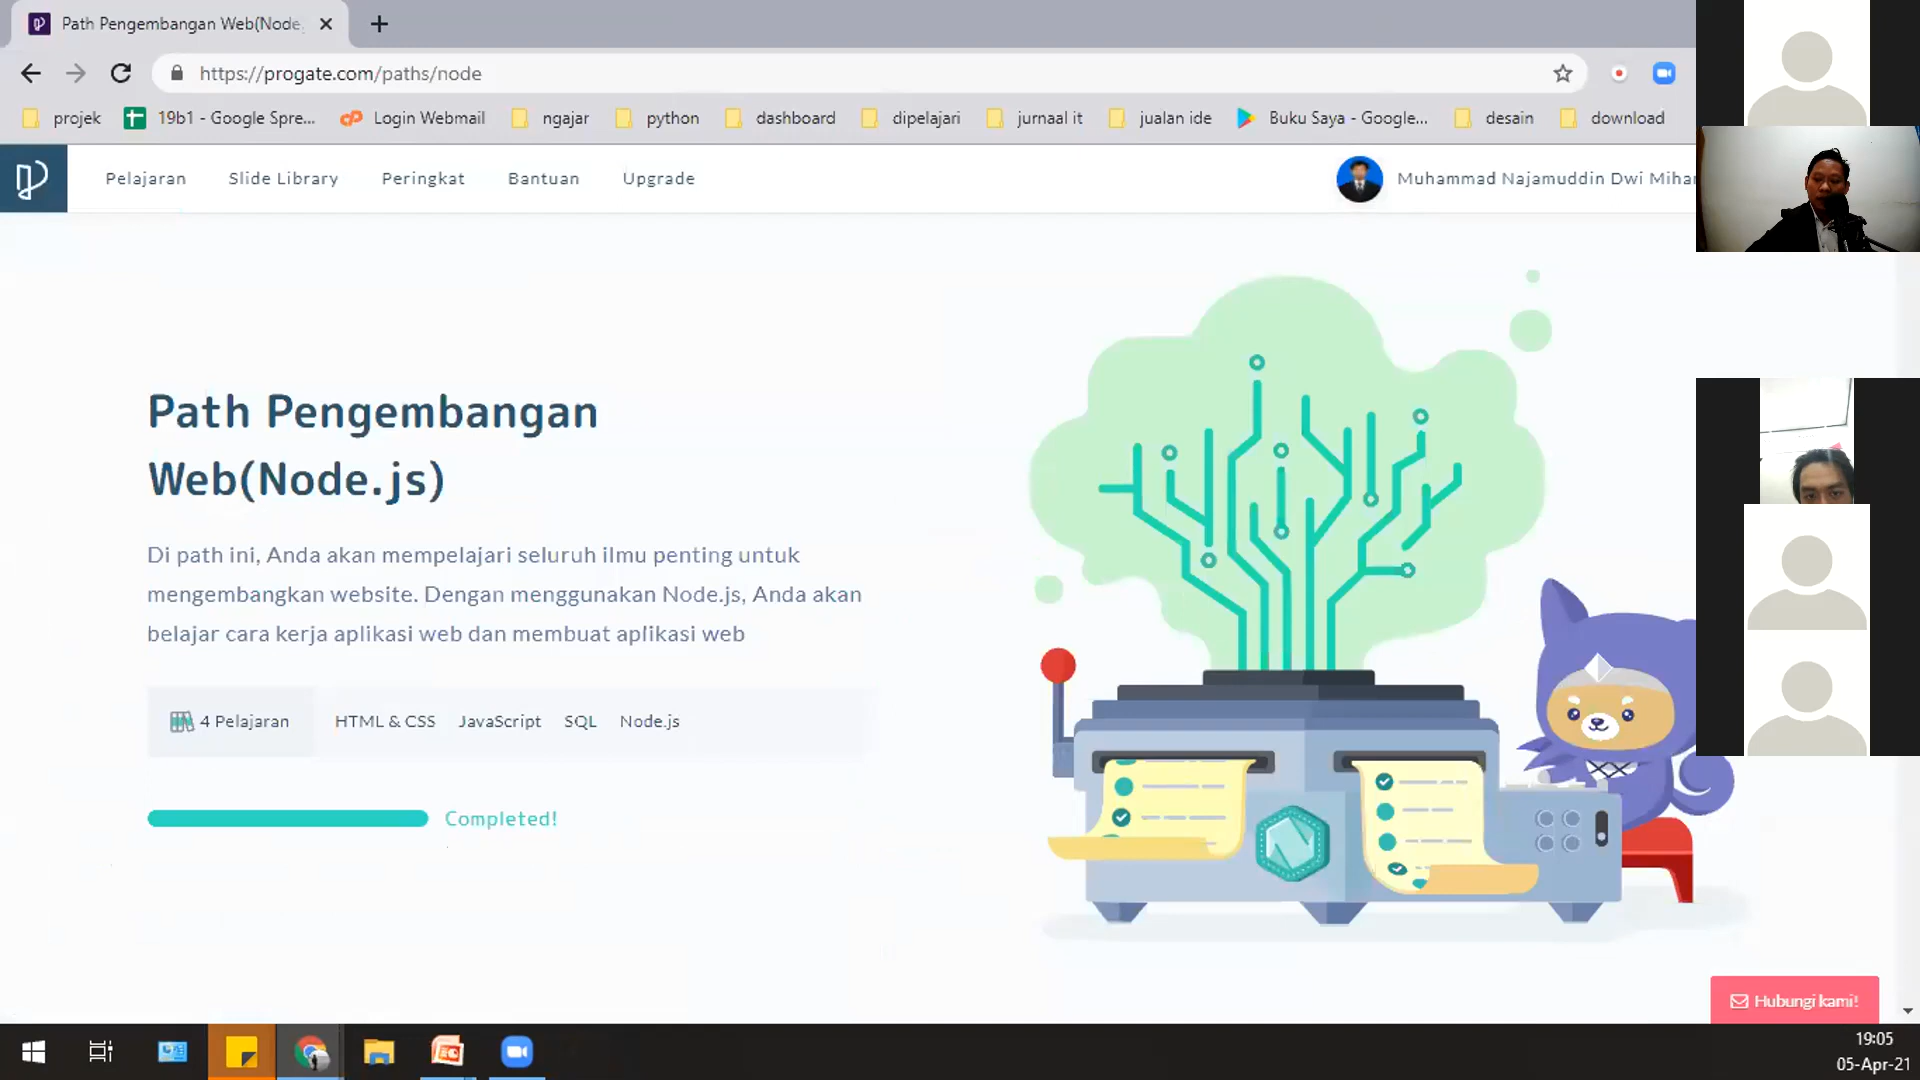 Path Pengembangan Web(Node.
https://progate.com/paths/node
projek 19b1 - Google Spre... Login Webmail ngajar python dashboard dipelajari jurnaal it jualan ide Buku Saya - Google... desain download
Pelajaran Slide Library Peringkat Bantuan Upgrade Muhammad Najamuddin Dwi Mihar
Path Pengembangan
Web(Node.js)
Di path ini, Anda akan mempelajari seluruh ilmu penting untuk
mengembangkan website. Dengan menggunakan Node.js, Anda akan
belajar cara kerja aplikasi web dan membuat aplikasi web
4 Pelajaran HTML & CSS JavaScript SQL Node.js
Completed!
Hubungi kami!
19:05
05-Apr-21